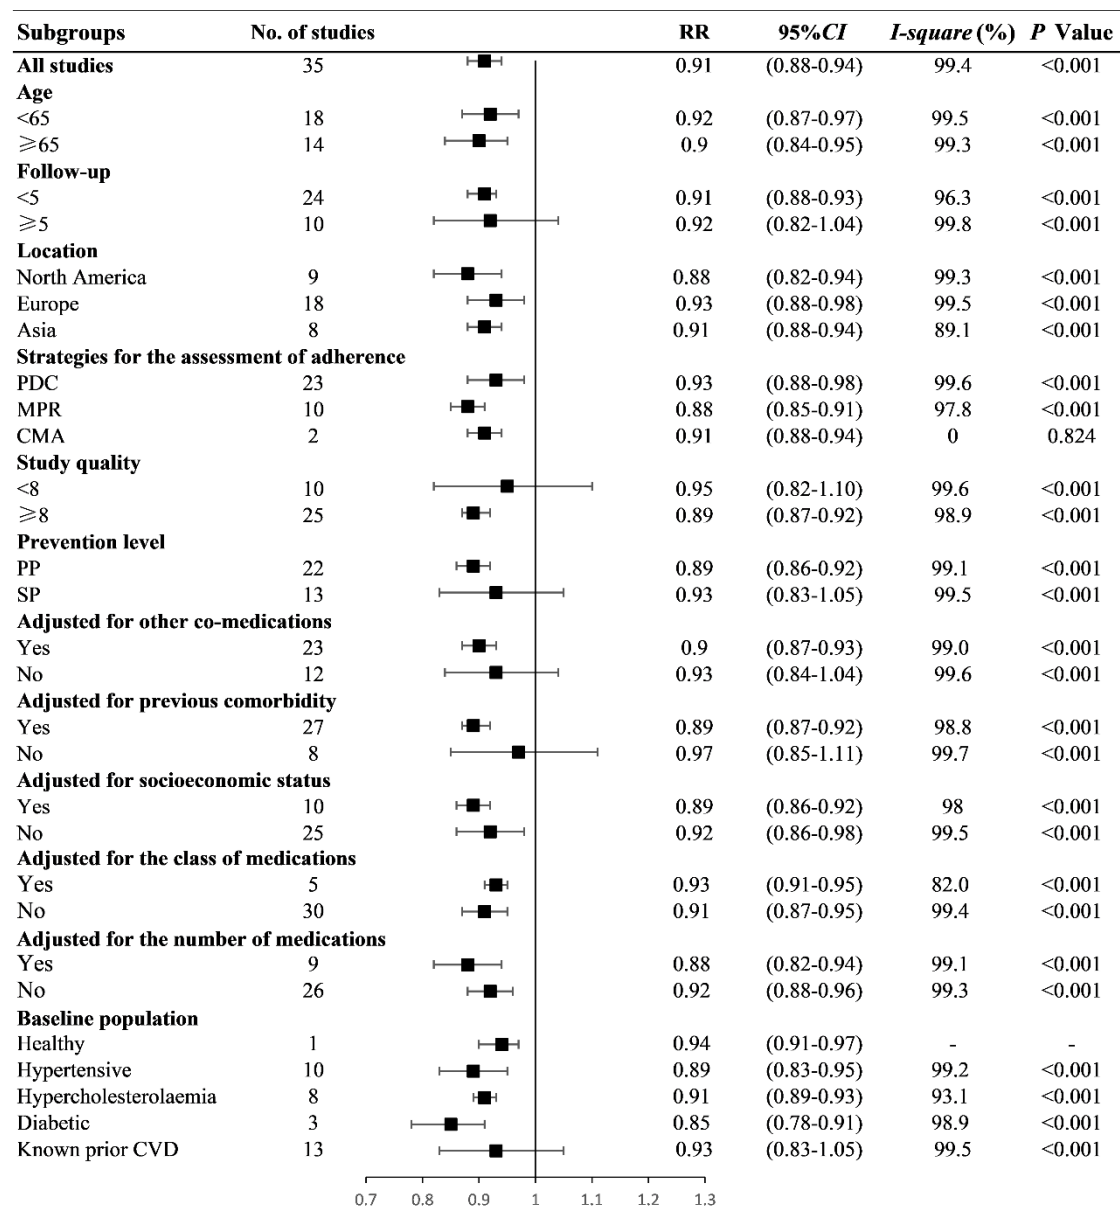 Subgroups No. of studies RR 95%CI I-square (%) P Value
All studies 35 0.91 (0.88-0.94) 99.4 <0.001
Age
<65 18 0.92 (0.87-0.97) 99.5 <0.001
⩾65 14 0.9 (0.84-0.95) 99.3 <0.001
Follow-up
<5 24 0.91 (0.88-0.93) 96.3 <0.001
⩾5 10 0.92 (0.82-1.04) 99.8 <0.001
Location
North America 9 0.88 (0.82-0.94) 99.3 <0.001
Europe 18 0.93 (0.88-0.98) 99.5 <0.001
Asia 8 0.91 (0.88-0.94) 89.1 <0.001
Strategies for the assessment of adherence
PDC 23 0.93 (0.88-0.98) 99.6 <0.001
MPR 10 0.88 (0.85-0.91) 97.8 <0.001
CMA 2 0.91 (0.88-0.94) 0 0.824
Study quality
<8 10 0.95 (0.82-1.10) 99.6 <0.001
⩾8 25 0.89 (0.87-0.92) 98.9 <0.001
Prevention level
PP 22 0.89 (0.86-0.92) 99.1 <0.001
SP 13 0.93 (0.83-1.05) 99.5 <0.001
Adjusted for other co-medications
Yes 23 0.9 (0.87-0.93) 99.0 <0.001
No 12 0.93 (0.84-1.04) 99.6 <0.001
Adjusted for previous comorbidity
Yes 27 0.89 (0.87-0.92) 98.8 <0.001
No 8 0.97 (0.85-1.11) 99.7 <0.001
Adjusted for socioeconomic status
Yes 10 0.89 (0.86-0.92) 98 <0.001
No 25 0.92 (0.86-0.98) 99.5 <0.001
Adjusted for the class of medications
Yes 5 0.93 (0.91-0.95) 82.0 <0.001
No 30 0.91 (0.87-0.95) 99.4 <0.001
Adjusted for the number of medications
Yes 9 0.88 (0.82-0.94) 99.1 <0.001
No 26 0.92 (0.88-0.96) 99.3 <0.001
Baseline population
Healthy 1 0.94 (0.91-0.97) - -
Hypertensive 10 0.89 (0.83-0.95) 99.2 <0.001
Hypercholesterolaemia 8 0.91 (0.89-0.93) 93.1 <0.001
Diabetic 3 0.85 (0.78-0.91) 98.9 <0.001
Known prior CVD 13 0.93 (0.83-1.05) 99.5 <0.001
0.7 0.8 0.9 1 1.1 1.2 1.3